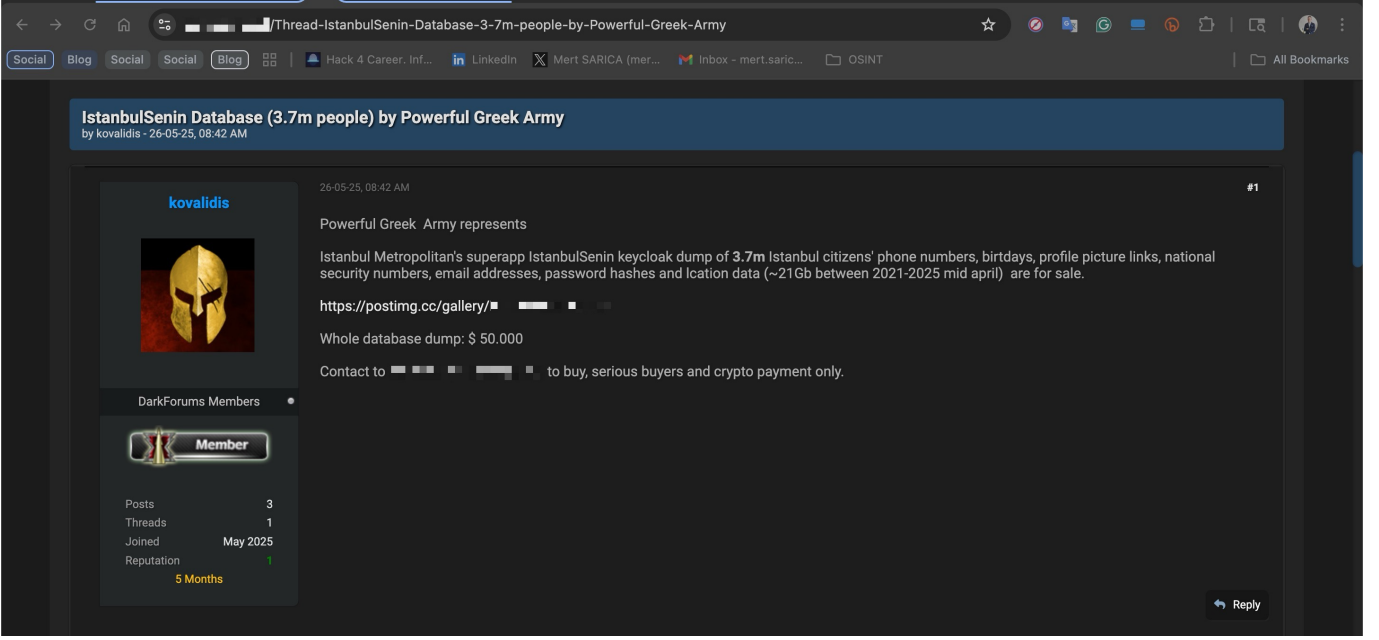 /Thread-IstanbulSenin-Database-3-7m-people-by-Powerful-Greek-Army
Social Blog Social Social Blog Hack 4 Career. Inf... LinkedIn Mert SARICA (mer... Inbox - mert.saric... OSINT All Bookmarks
IstanbulSenin Database (3.7m people) by Powerful Greek Army
by kovalidis - 26-05-25, 08:42 AM
kovalidis
DarkForums Members
Member
Posts 3
Threads 1
Joined May 2025
Reputation 1
5 Months
26-05-25, 08:42 AM #1
Powerful Greek Army represents
Istanbul Metropolitan's superapp IstanbulSenin keycloak dump of 3.7m Istanbul citizens' phone numbers, birtdays, profile picture links, national
security numbers, email addresses, password hashes and lcation data (~21Gb between 2021-2025 mid april) are for sale.
https://postimg.cc/gallery/
Whole database dump: $ 50.000
Contact to to buy, serious buyers and crypto payment only.
Reply